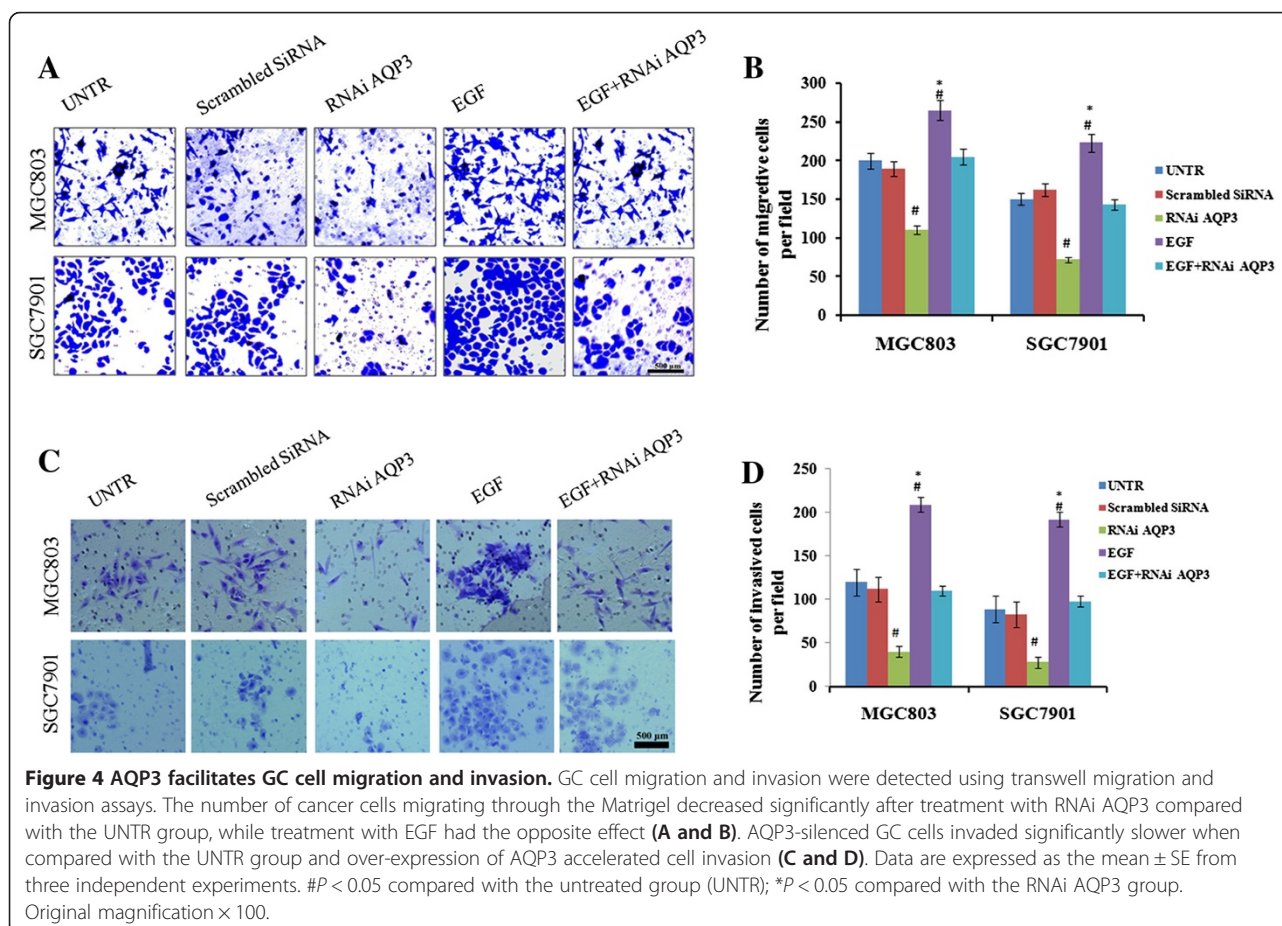 A
UNTR
Scrambled SiRNA
RNAi AQP3
EGF
EGF+RNAi AQP3
MGC803
SGC7901
500 µm
B
Number of migretive cells
per field
300
250
200
150
100
50
0
*
#
#
*
#
#
MGC803
SGC7901
UNTR
Scrambled SiRNA
RNAi AQP3
EGF
EGF+RNAi AQP3
C
UNTR
Scrambled SiRNA
RNAi AQP3
EGF
EGF+RNAi AQP3
MGC803
SGC7901
500 µm
D
Number of invasived cells
per field
250
200
150
100
50
0
*
#
#
*
#
#
MGC803
SGC7901
UNTR
Scrambled SiRNA
RNAi AQP3
EGF
EGF+RNAi AQP3
Figure 4 AQP3 facilitates GC cell migration and invasion. GC cell migration and invasion were detected using transwell migration and
invasion assays. The number of cancer cells migrating through the Matrigel decreased significantly after treatment with RNAi AQP3 compared
with the UNTR group, while treatment with EGF had the opposite effect (A and B). AQP3-silenced GC cells invaded significantly slower when
compared with the UNTR group and over-expression of AQP3 accelerated cell invasion (C and D). Data are expressed as the mean ± SE from
three independent experiments. #P < 0.05 compared with the untreated group (UNTR); *P < 0.05 compared with the RNAi AQP3 group.
Original magnification × 100.